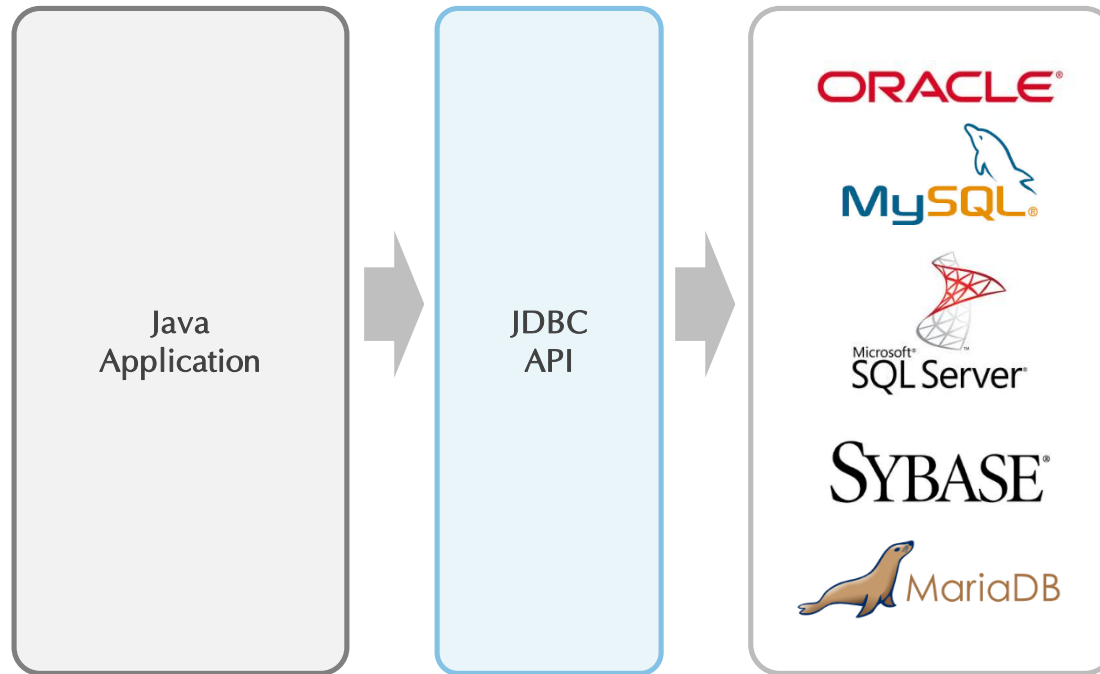 Java
Application
JDBC
API
ORACLE®
MySQL®
Microsoft®
SQL Server®
SYBASE®
MariaDB